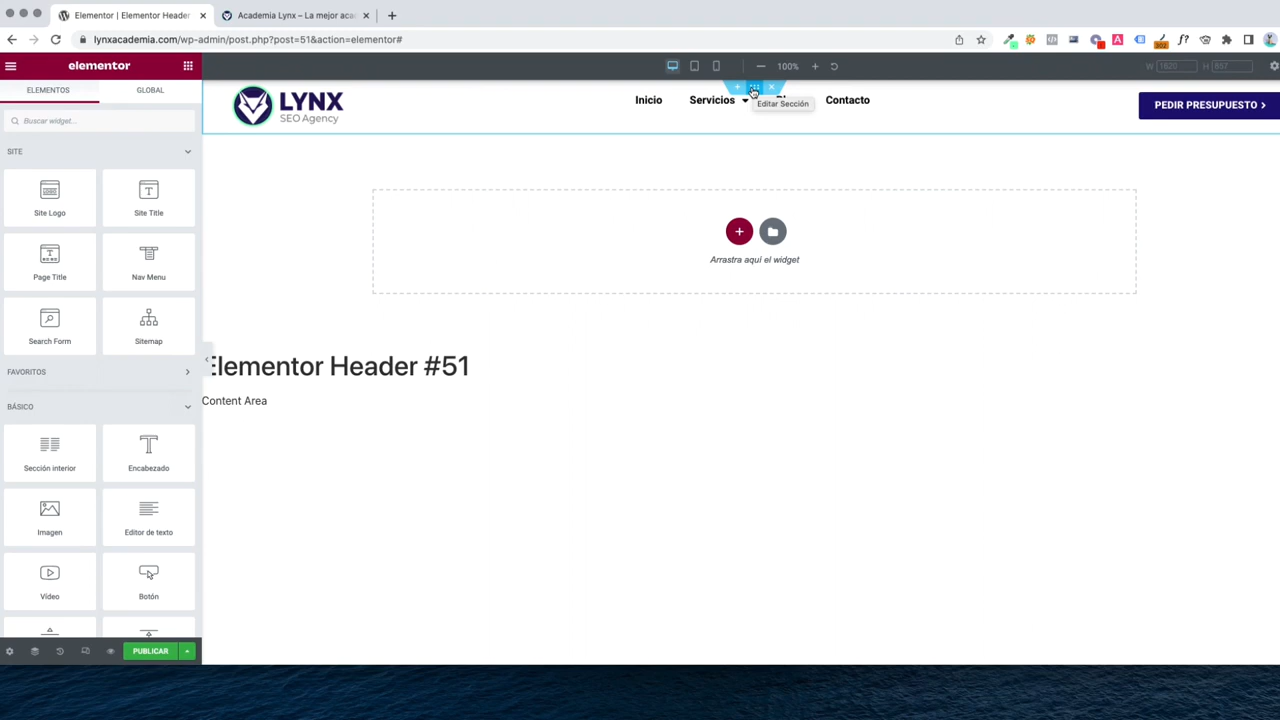 Elementor | Elementor Header
Academia Lynx – La mejor aca
lynxacademia.com/wp-admin/post.php?post=51&action=elementor#
elementor
100%
W 1620 H 857
ELEMENTOS GLOBAL
Buscar widget...
LYNX
SEO Agency
Inicio Servicios Contacto
Editar Sección
PEDIR PRESUPUESTO >
SITE
Site Logo Site Title
Page Title Nav Menu
Search Form Sitemap
Arrastra aquí el widget
FAVORITOS
Elementor Header #51
Content Area
BÁSICO
Sección interior Encabezado
Imagen Editor de texto
Vídeo Botón
PUBLICAR